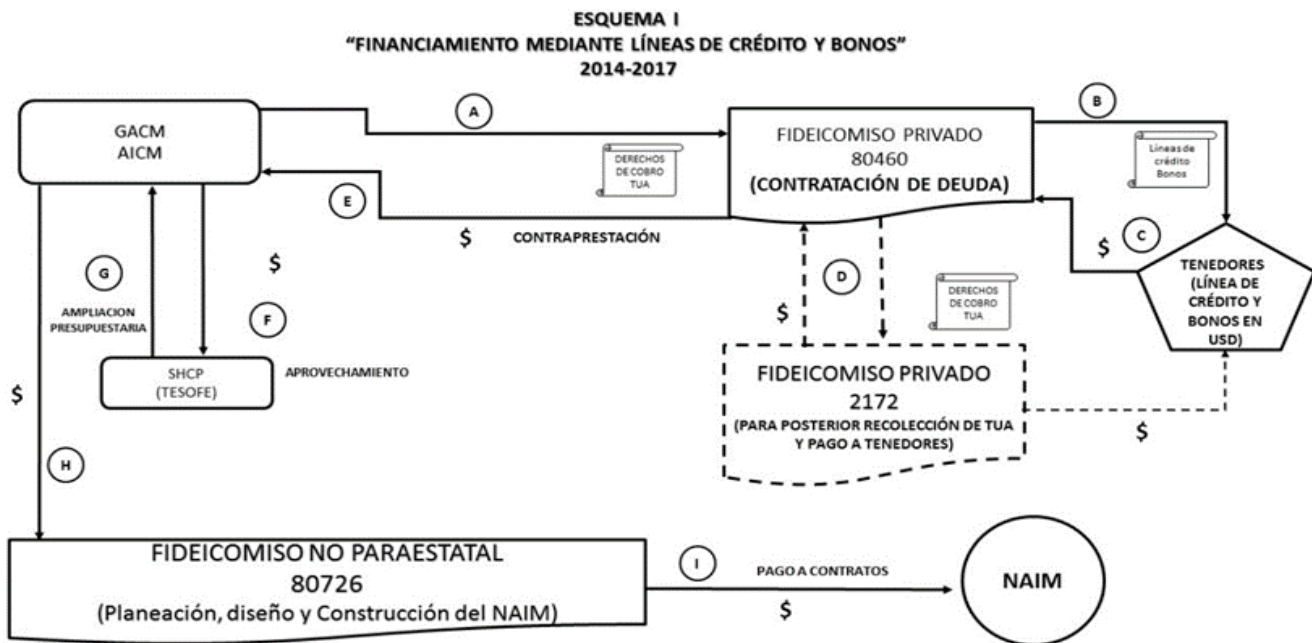 ESQUEMA I
“FINANCIAMIENTO MEDIANTE LÍNEAS DE CRÉDITO Y BONOS”
2014-2017
GACM
AICM
A
DERECHOS
DE COBRO
TUA
FIDEICOMISO PRIVADO
80460
(CONTRATACIÓN DE DEUDA)
B
Líneas de
crédito
Bonos
E
$
CONTRAPRESTACIÓN
C
$
TENEDORES
(LÍNEA DE
CRÉDITO Y
BONOS EN
USD)
G
AMPLIACION
PRESUPUESTARIA
$
F
SHCP
(TESOFE)
APROVECHAMIENTO
D
$
DERECHOS
DE COBRO
TUA
FIDEICOMISO PRIVADO
2172
(PARA POSTERIOR RECOLECCIÓN DE TUA
Y PAGO A TENEDORES)
$
$
H
FIDEICOMISO NO PARAESTATAL
80726
(Planeación, diseño y Construcción del NAIM)
I
PAGO A CONTRATOS
$
NAIM